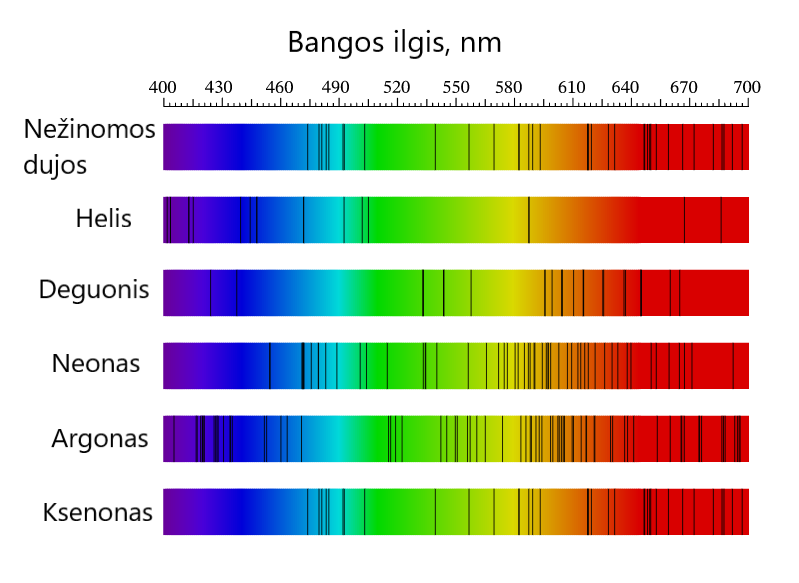 Bangos ilgis, nm
400 430 460 490 520 550 580 610 640 670 700
Nežinomos
dujos
Helis
Deguonis
Neonas
Argonas
Ksenonas